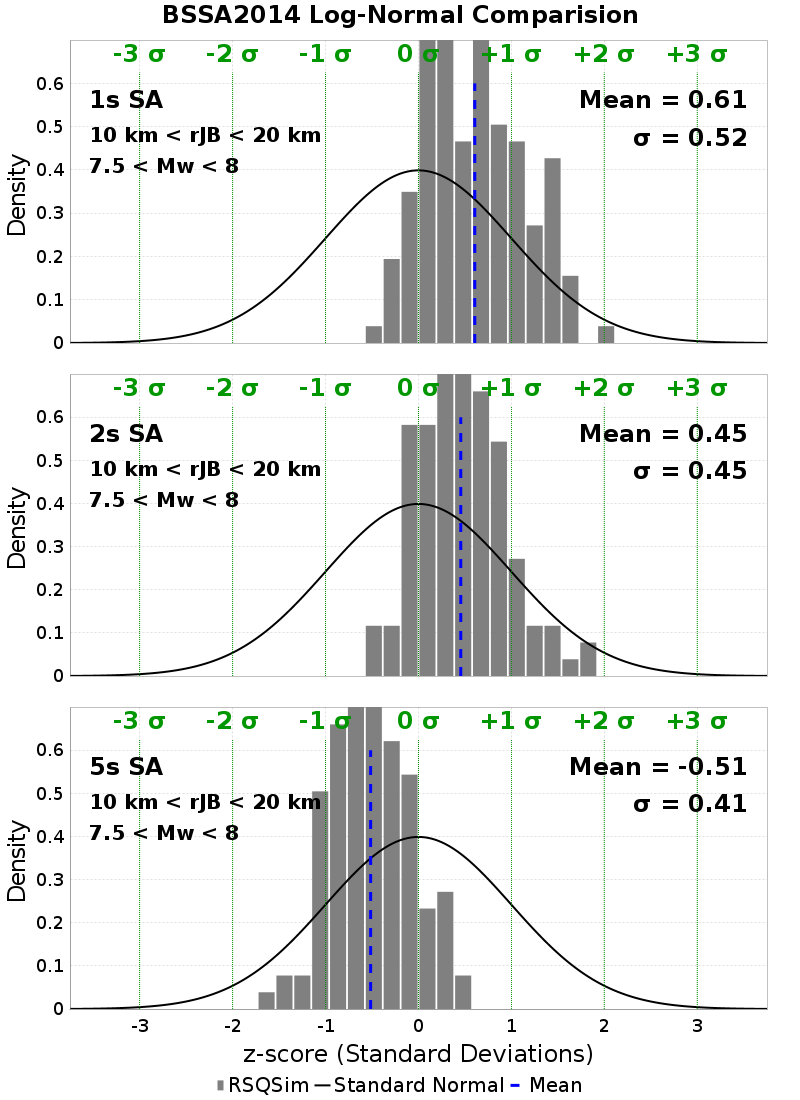 BSSA2014 Log-Normal Comparision
-3 σ -2 σ -1 σ 0 σ +1 σ +2 σ +3 σ
1s SA
Mean = 0.61
10 km < rJB < 20 km
σ = 0.52
7.5 < Mw < 8
0.6
0.5
0.4
0.3
0.2
0.1
0
Density
-3 σ -2 σ -1 σ 0 σ +1 σ +2 σ +3 σ
2s SA
Mean = 0.45
10 km < rJB < 20 km
σ = 0.45
7.5 < Mw < 8
0.6
0.5
0.4
0.3
0.2
0.1
0
Density
-3 σ -2 σ -1 σ 0 σ +1 σ +2 σ +3 σ
5s SA
Mean = -0.51
10 km < rJB < 20 km
σ = 0.41
7.5 < Mw < 8
0.6
0.5
0.4
0.3
0.2
0.1
0
Density
-3 -2 -1 0 1 2 3
z-score (Standard Deviations)
RSQSim Standard Normal Mean